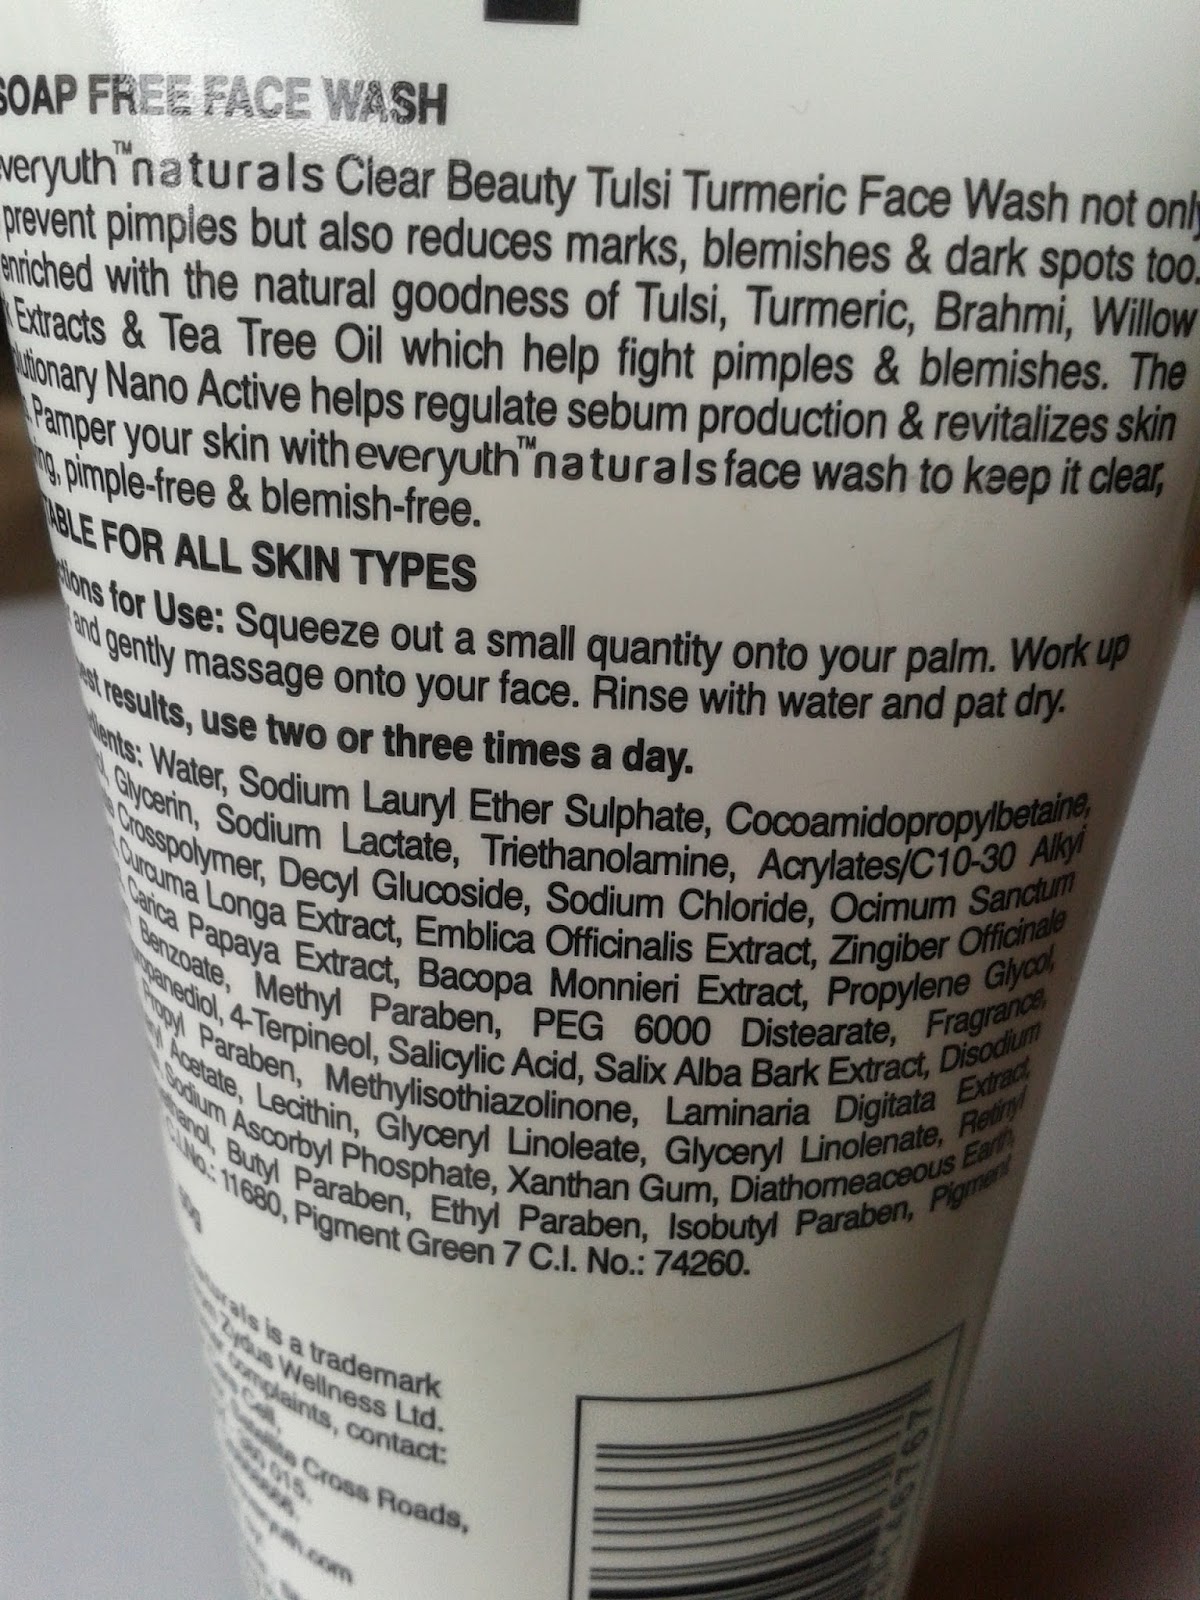 SOAP FREE FACE WASH
everyuth™naturals Clear Beauty Tulsi Turmeric Face Wash not only
prevent pimples but also reduces marks, blemishes & dark spots too.
enriched with the natural goodness of Tulsi, Turmeric, Brahmi, Willow
Extracts & Tea Tree Oil which help fight pimples & blemishes. The
Nano Active helps regulate sebum production & revitalizes skin
Pamper your skin with everyuth™naturals face wash to keep it clear,
pimple-free & blemish-free.
FOR ALL SKIN TYPES
for Use: Squeeze out a small quantity onto your palm. Work up
and gently massage onto your face. Rinse with water and pat dry.
results, use two or three times a day.
Water, Sodium Lauryl Ether Sulphate, Cocoamidopropylbetaine,
Glycerin, Sodium Lactate, Triethanolamine, Acrylates/C10-30 Alkyl
Crosspolymer, Decyl Glucoside, Sodium Chloride, Ocimum Sanctum
Curcuma Longa Extract, Emblica Officinalis Extract, Zingiber Officinale
Carica Papaya Extract, Bacopa Monnieri Extract, Propylene Glycol,
Benzoate, Methyl Paraben, PEG 6000 Distearate, Fragrance,
4-Terpineol, Salicylic Acid, Salix Alba Bark Extract, Disodium
Propyl Paraben, Methylisothiazolinone, Laminaria Digitata Extract,
Acetate, Lecithin, Glyceryl Linoleate, Glyceryl Linolenate, Retinyl
Sodium Ascorbyl Phosphate, Xanthan Gum, Diathomeaceous Earth,
Butyl Paraben, Ethyl Paraben, Isobutyl Paraben, Pigment
C.I.No.: 11680, Pigment Green 7 C.I. No.: 74260.
is a trademark
Zydus Wellness Ltd.
complaints, contact:
Cell,
Satellite Cross Roads,
015.